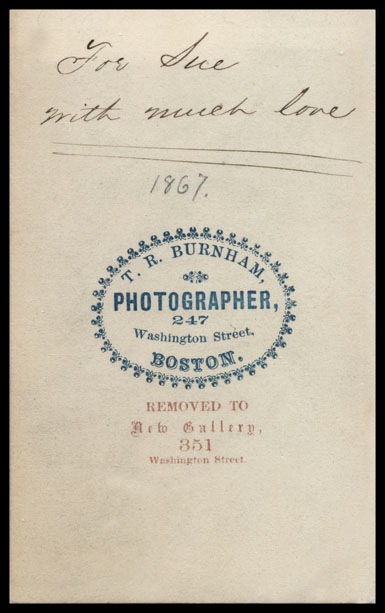 For Sue
with much love
1867.
T. R. BURNHAM,
PHOTOGRAPHER,
247
Washington Street,
BOSTON.
REMOVED TO
New Gallery,
351
Washington Street.